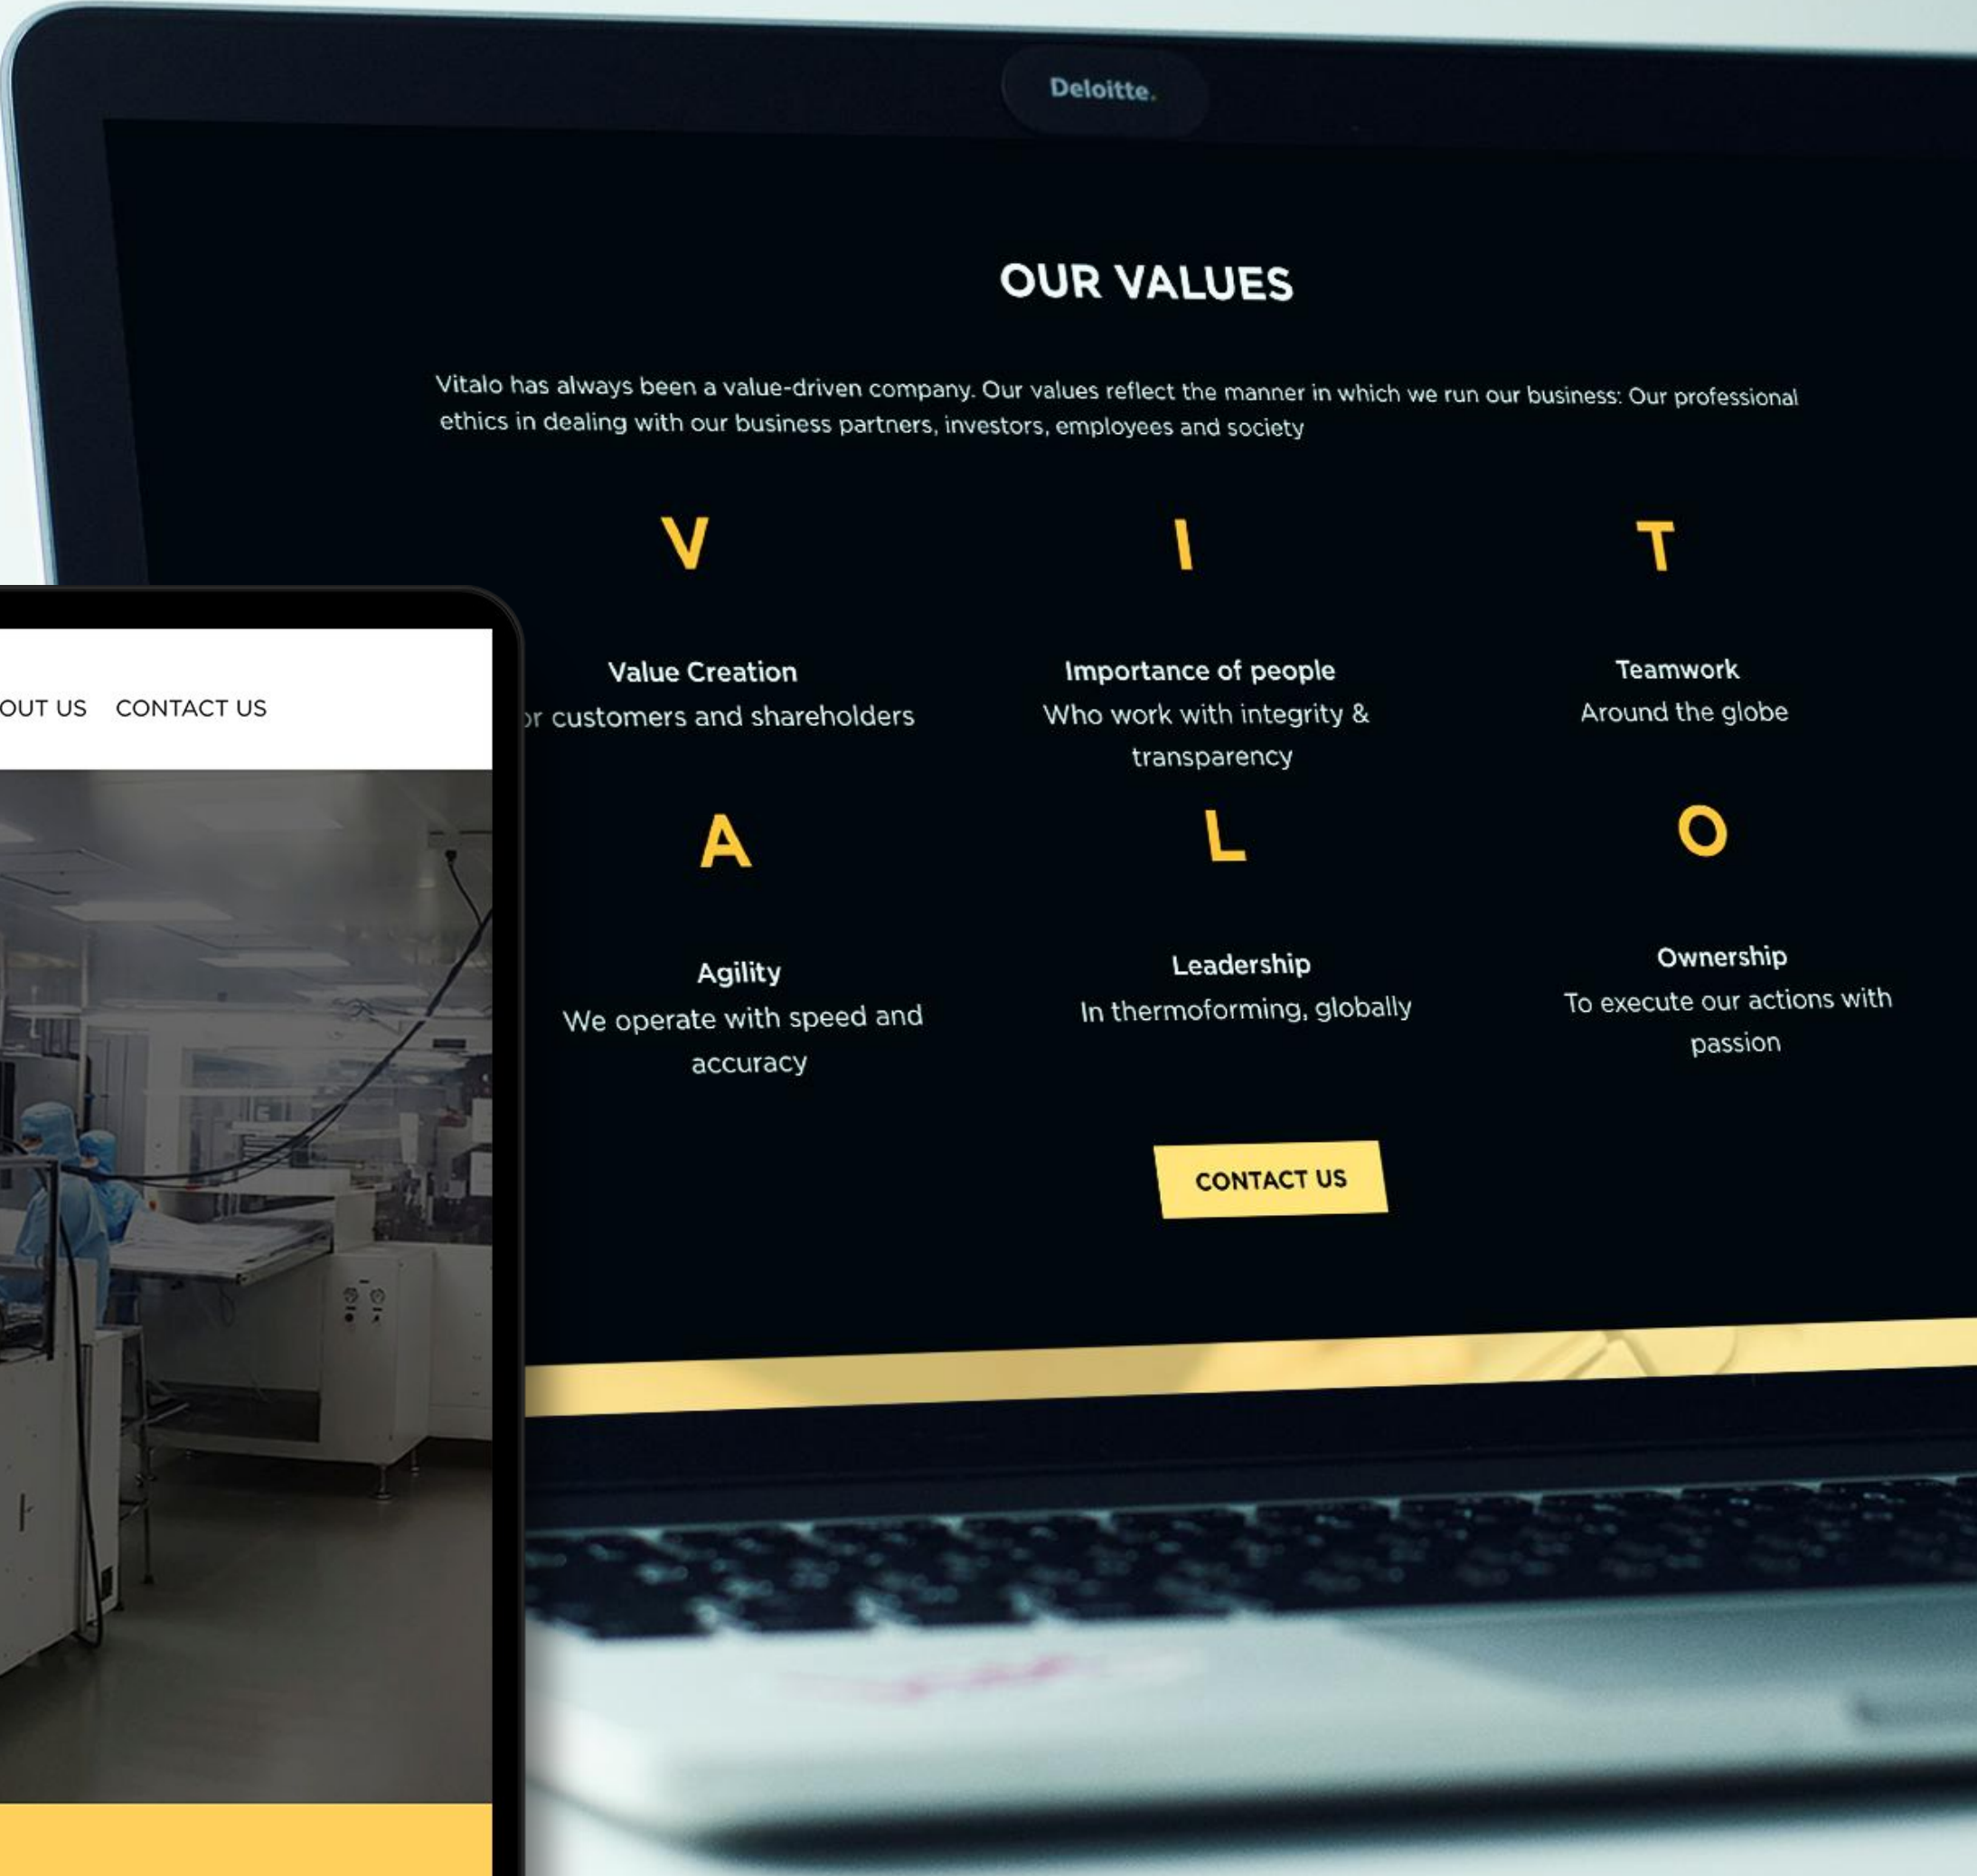 Deloitte.
OUR VALUES
Vitalo has always been a value-driven company. Our values reflect the manner in which we run our business: Our professional
ethics in dealing with our business partners, investors, employees and society
V
I
T
Value Creation
customers and shareholders
Importance of people
Who work with integrity &
transparency
Teamwork
Around the globe
A
L
O
Agility
We operate with speed and
accuracy
Leadership
In thermoforming, globally
Ownership
To execute our actions with
passion
CONTACT US
US CONTACT US